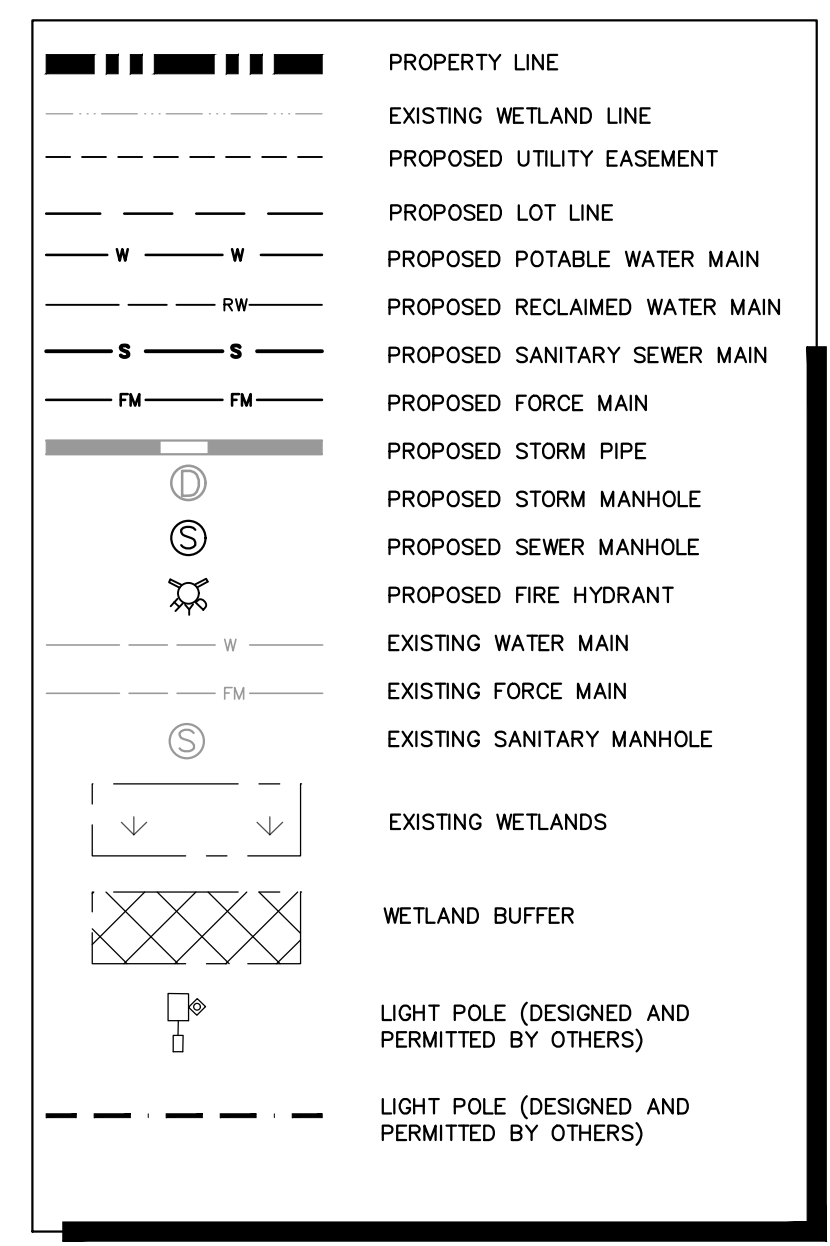 PROPERTY LINE
EXISTING WETLAND LINE
PROPOSED UTILITY EASEMENT
PROPOSED LOT LINE
W W PROPOSED POTABLE WATER MAIN
RW PROPOSED RECLAIMED WATER MAIN
S S PROPOSED SANITARY SEWER MAIN
FM FM PROPOSED FORCE MAIN
PROPOSED STORM PIPE
D PROPOSED STORM MANHOLE
S PROPOSED SEWER MANHOLE
PROPOSED FIRE HYDRANT
W EXISTING WATER MAIN
FM EXISTING FORCE MAIN
S EXISTING SANITARY MANHOLE
EXISTING WETLANDS
WETLAND BUFFER
LIGHT POLE (DESIGNED AND
PERMITTED BY OTHERS)
LIGHT POLE (DESIGNED AND
PERMITTED BY OTHERS)